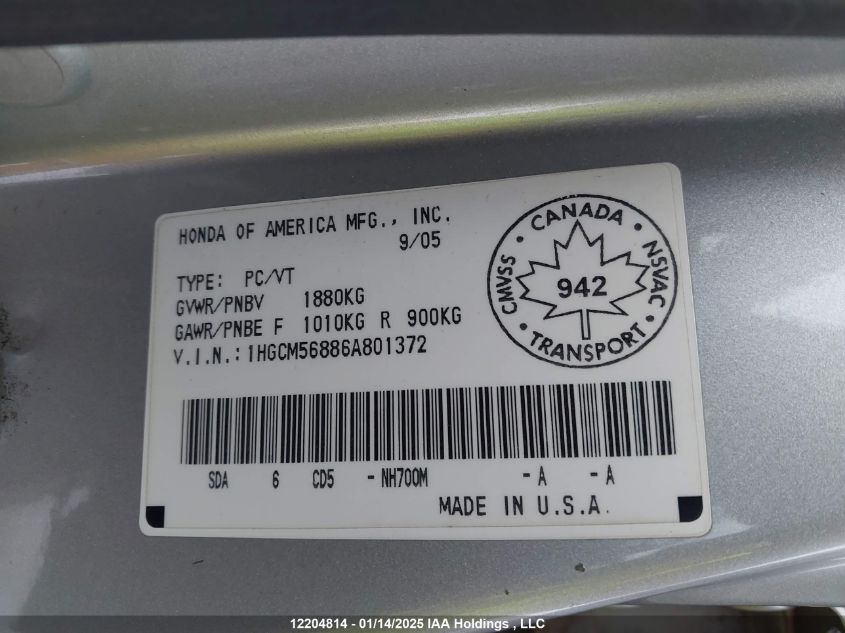 HONDA OF AMERICA MFG., INC.
9/05
TYPE: PC/VT
GVWR/PNBV 1880KG
GAWR/PNBE F 1010KG R 900KG
V.I.N.:1HGCM56886A801372
CANADA
CMVSS
NSVAC
942
TRANSPORT
SDA 6 CD5 -NH700M -A -A
MADE IN U.S.A.
12204814 - 01/14/2025 IAA Holdings , LLC